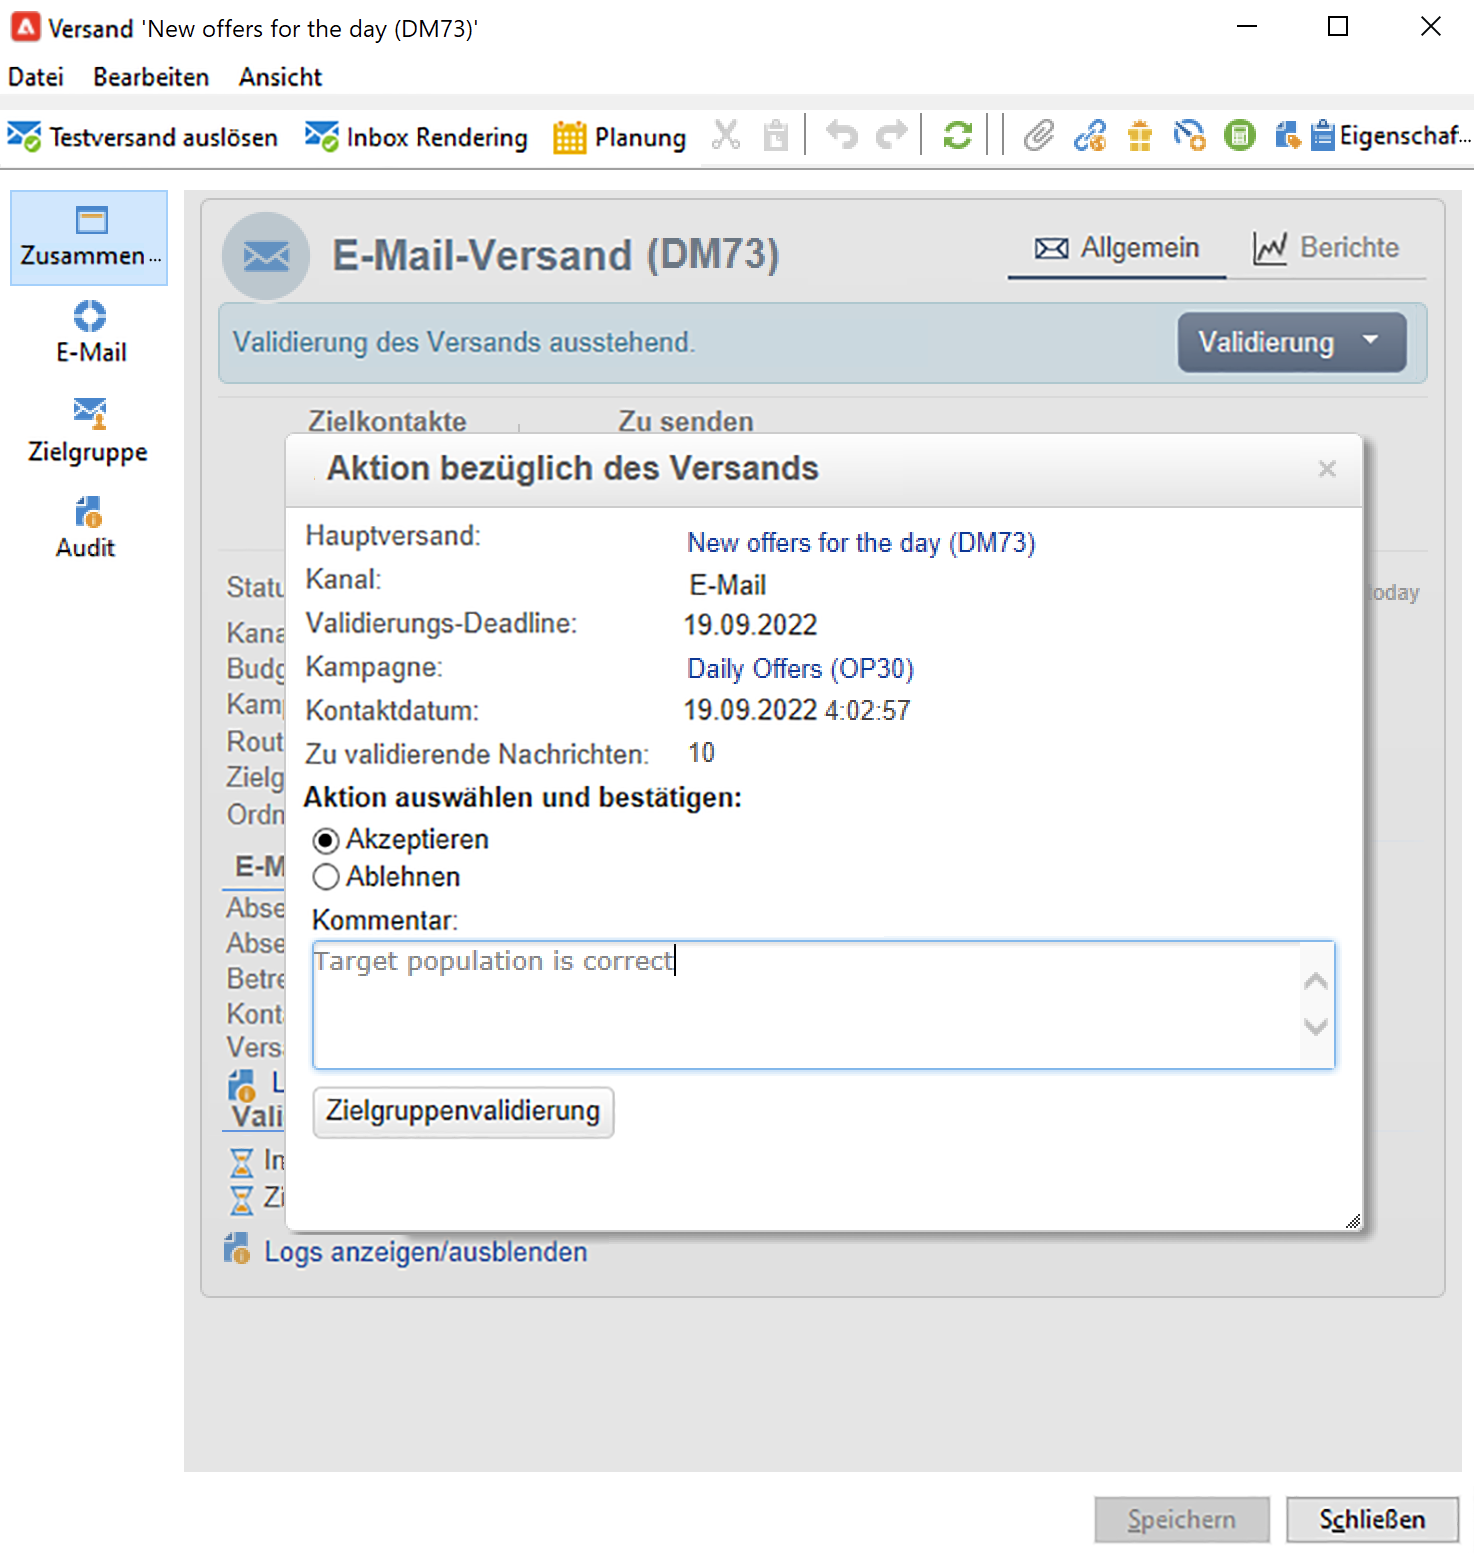 Versand 'New offers for the day (DM73)'
Datei Bearbeiten Ansicht
Testversand auslösen Inbox Rendering Planung Eigenschaf...
Zusammen...
E-Mail
Zielgruppe
Audit
E-Mail-Versand (DM73) Allgemein Berichte
Validierung des Versands ausstehend. Validierung
Zielkontakte Zu senden
Aktion bezüglich des Versands
Hauptversand: New offers for the day (DM73)
Kanal: E-Mail
Validierungs-Deadline: 19.09.2022
Kampagne: Daily Offers (OP30)
Kontaktdatum: 19.09.2022 4:02:57
Zu validierende Nachrichten: 10
Aktion auswählen und bestätigen:
Akzeptieren
Ablehnen
Kommentar:
Target population is correct
Zielgruppenvalidierung
Statu
today
Kana
Budg
Kamp
Rout
Zielg
Ordn
E-M
Abse
Abse
Betre
Kont
Vers
L
Vali
In
Zi
Logs anzeigen/ausblenden
Speichern Schließen